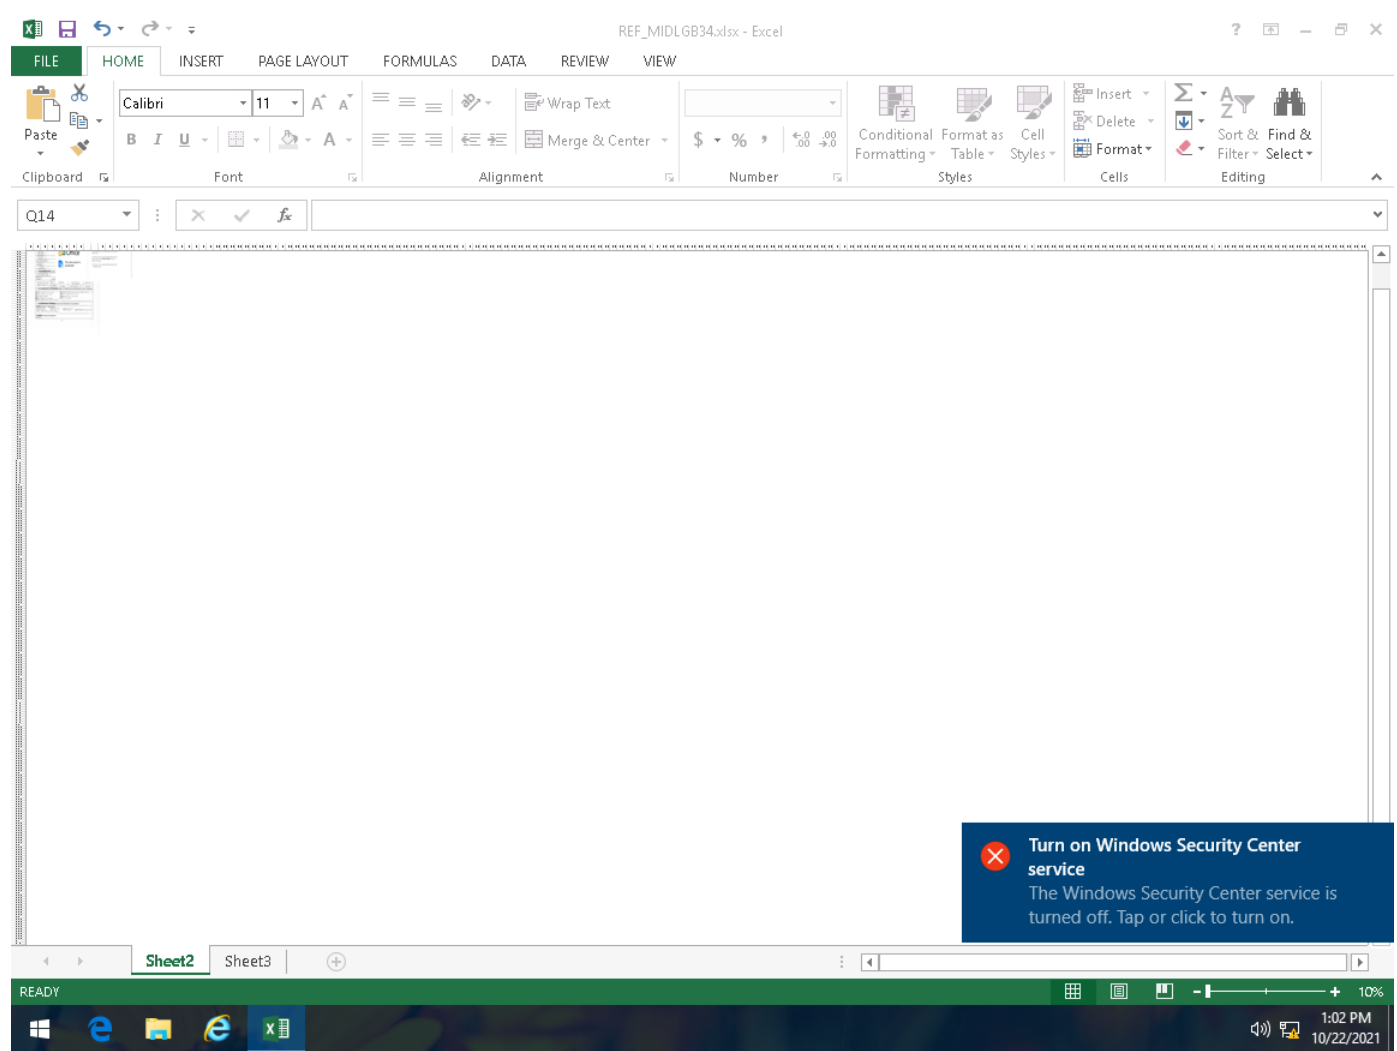 REF_MIDLGB34.xlsx - Excel
?
FILE HOME INSERT PAGE LAYOUT FORMULAS DATA REVIEW VIEW
Calibri 11 A A Wrap Text Insert
Paste B I U A Merge & Center $ % , Conditional Format as Cell Delete Sort & Find &
Formatting Table Styles Format Filter Select
Clipboard Font Alignment Number Styles Cells Editing
Q14 fx
Office
Turn on Windows Security Center
service
The Windows Security Center service is
turned off. Tap or click to turn on.
Sheet2 Sheet3
READY 10%
1:02 PM
10/22/2021